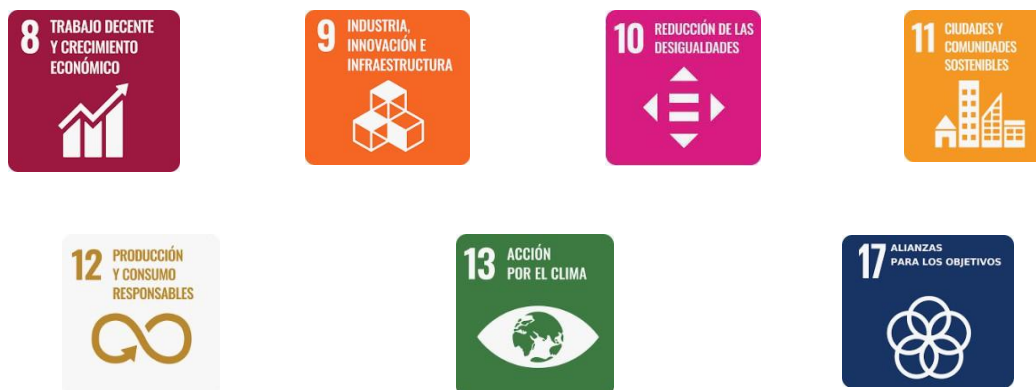 8 TRABAJO DECENTE
Y CRECIMIENTO
ECONÓMICO
9 INDUSTRIA,
INNOVACIÓN E
INFRAESTRUCTURA
10 REDUCCIÓN DE LAS
DESIGUALDADES
11 CIUDADES Y
COMUNIDADES
SOSTENIBLES
12 PRODUCCIÓN
Y CONSUMO
RESPONSABLES
13 ACCIÓN
POR EL CLIMA
17 ALIANZAS
PARA LOS OBJETIVOS